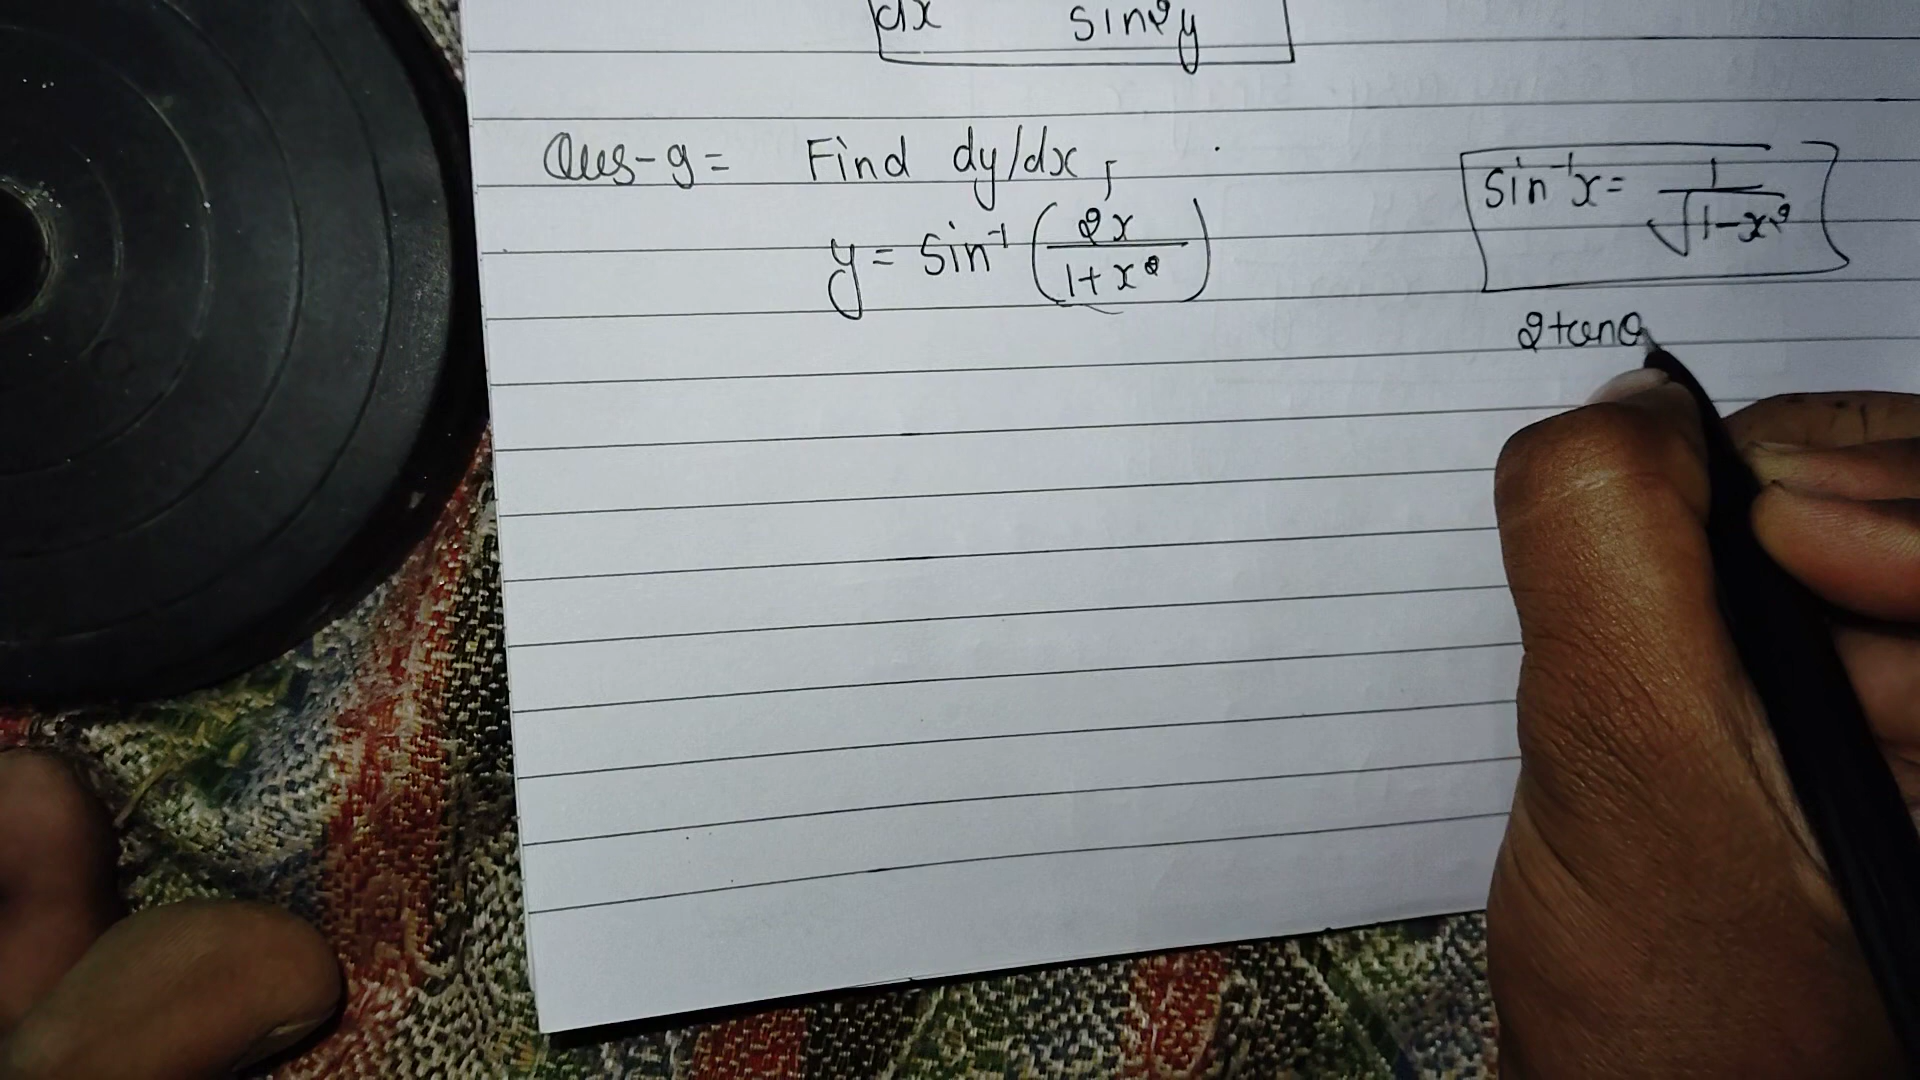 dx sin²y
Ques-9= Find dy/dx,
y = sin⁻¹ (2x / 1+x²)
sin⁻¹x = 1 / √1-x²
2tanθ